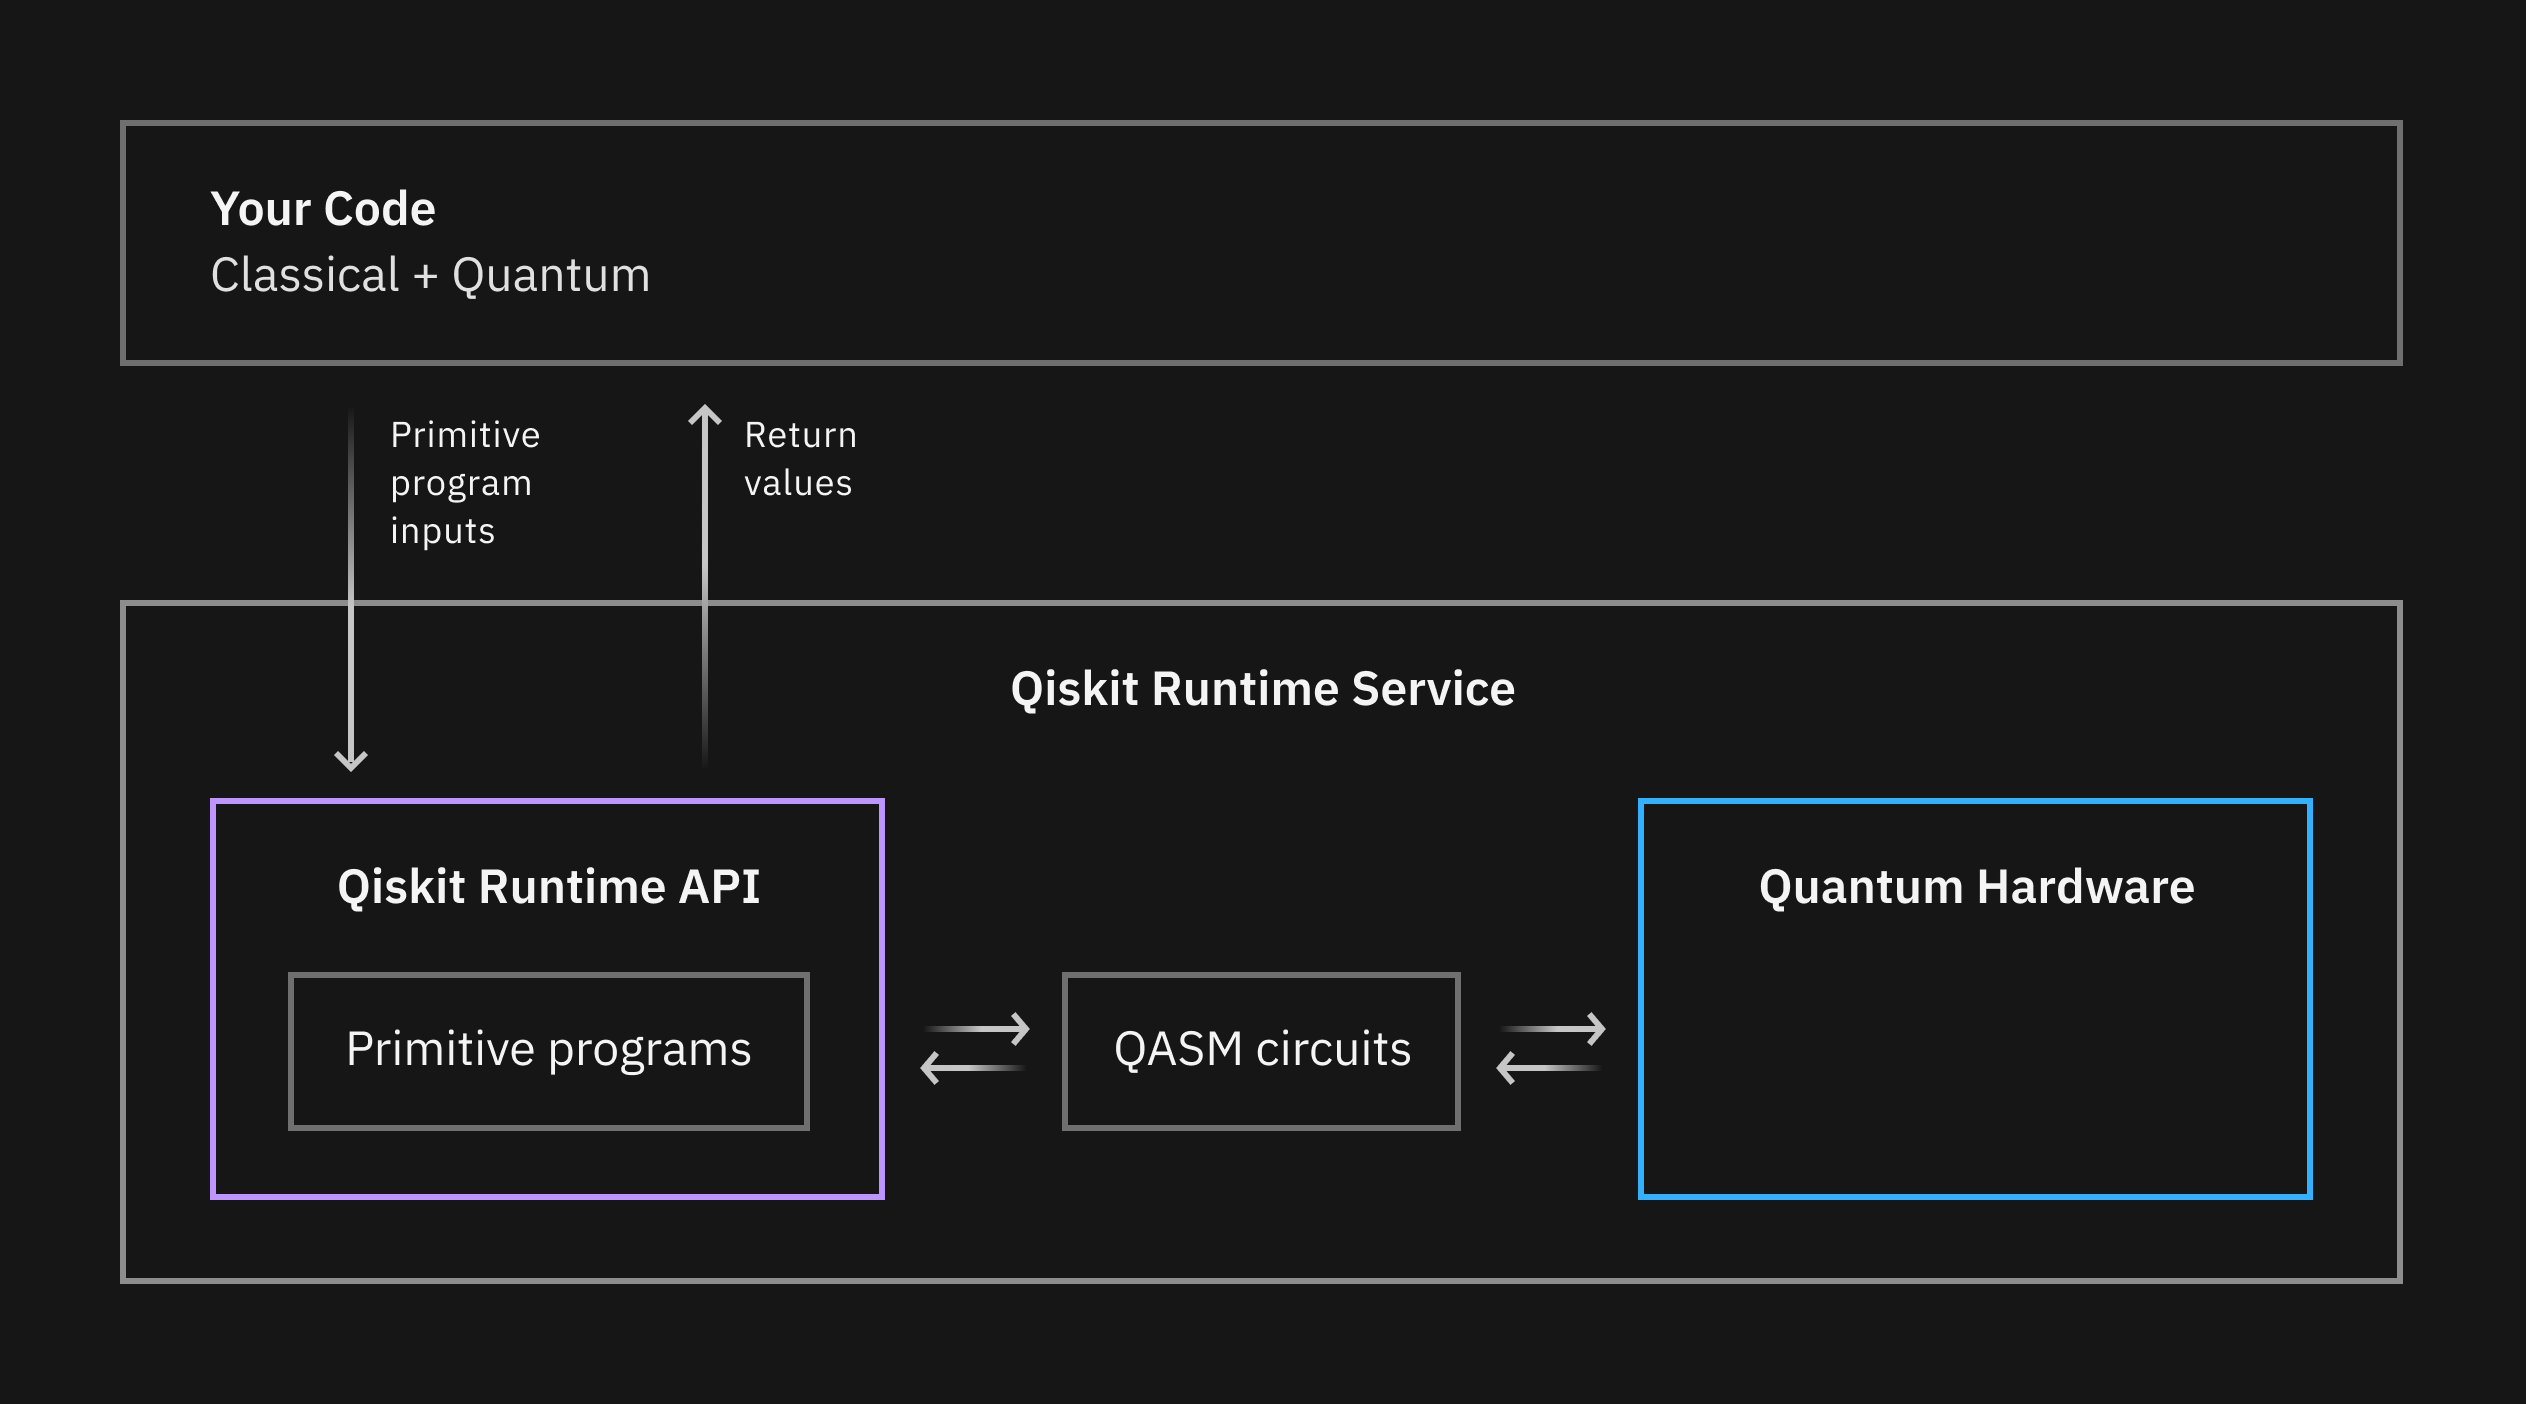 Your Code
Classical + Quantum
Primitive
program
inputs
Return
values
Qiskit Runtime Service
Qiskit Runtime API
Primitive programs
QASM circuits
Quantum Hardware